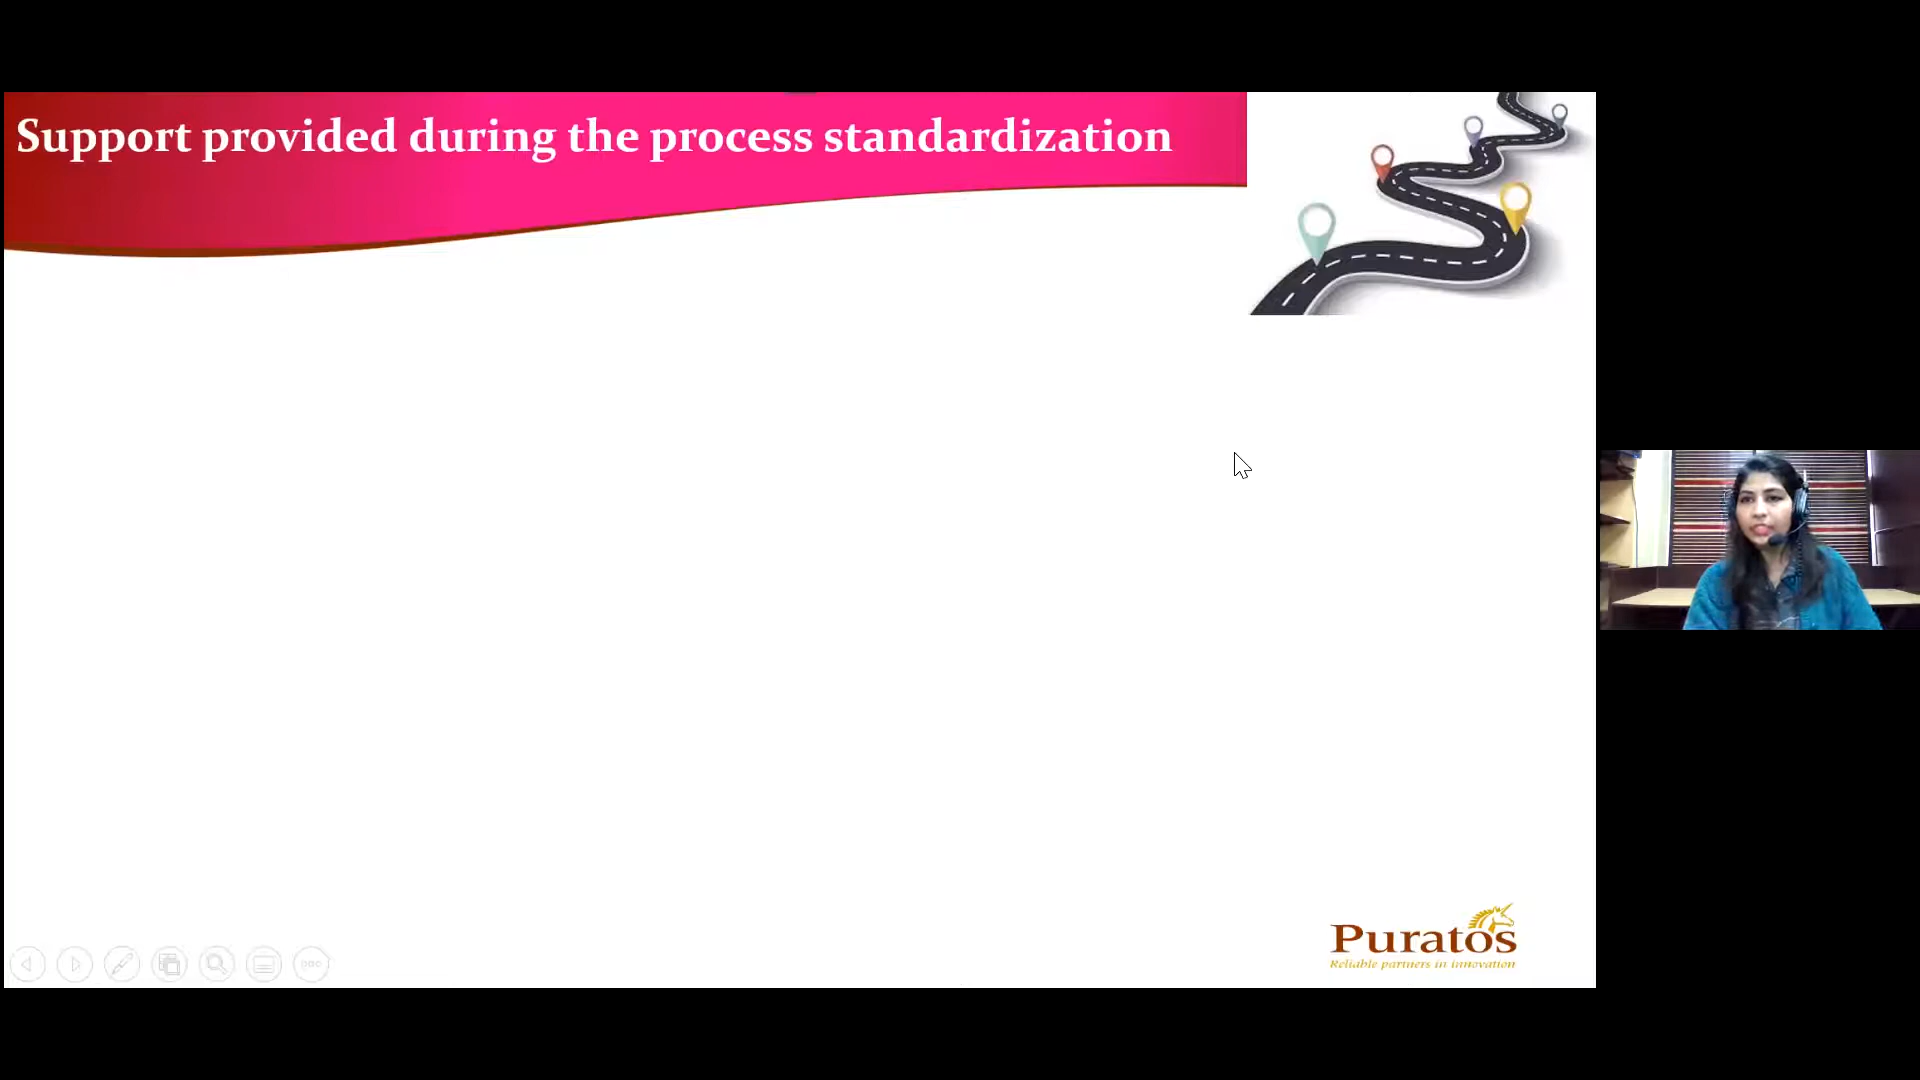 Support provided during the process standardization
Puratos
Reliable partners in innovation